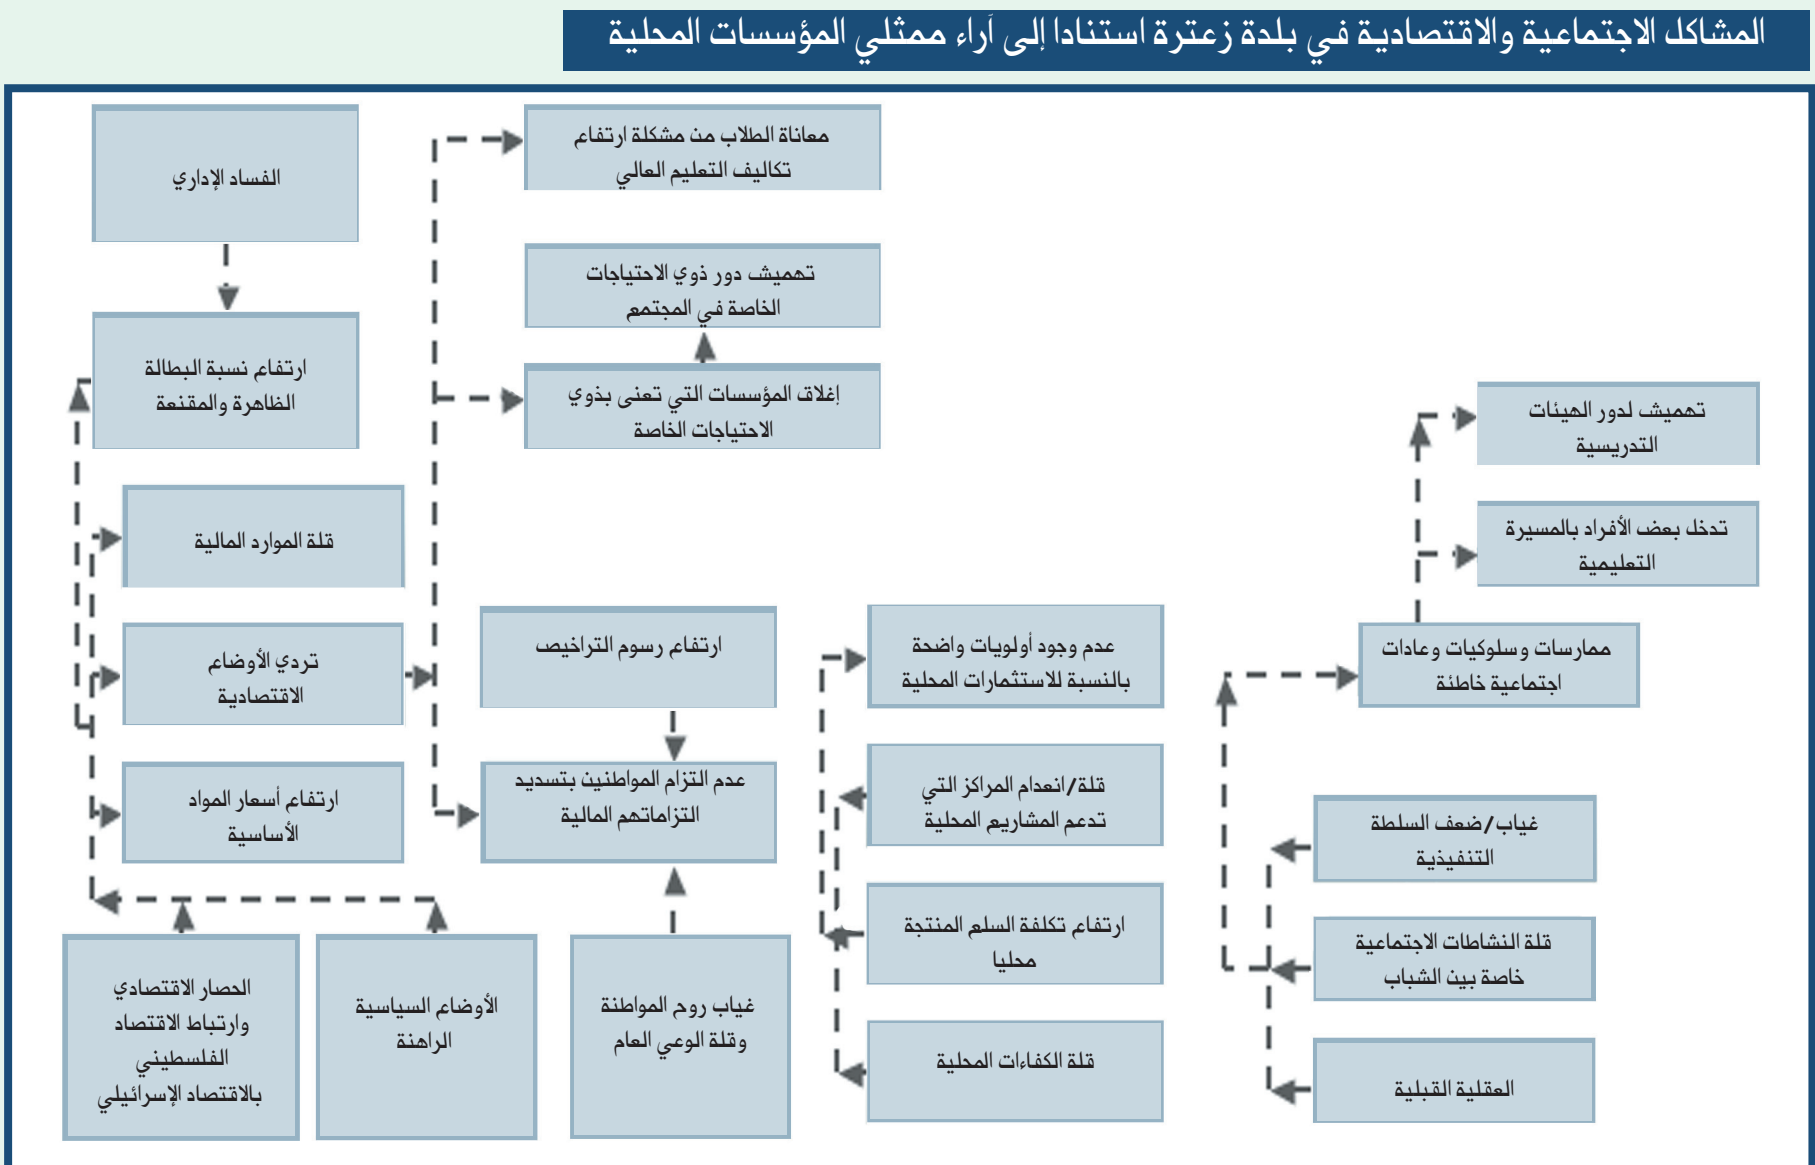 المشاكل الاجتماعية والاقتصادية في بلدة زعترة استنادا إلى آراء ممثلي المؤسسات المحلية
الفساد الإداري
ارتفاع نسبة البطالة
الظاهرة والمقنعة
قلة الموارد المالية
تردي الأوضاع
الاقتصادية
ارتفاع أسعار المواد
الأساسية
الحصار الاقتصادي
وارتباط الاقتصاد
الفلسطيني
بالاقتصاد الإسرائيلي
الأوضاع السياسية
الراهنة
معاناة الطلاب من مشكلة ارتفاع
تكاليف التعليم العالي
تهميش دور ذوي الاحتياجات
الخاصة في المجتمع
إغلاق المؤسسات التي تعنى بذوي
الاحتياجات الخاصة
ارتفاع رسوم التراخيص
عدم التزام المواطنين بتسديد
التزاماتهم المالية
غياب روح المواطنة
وقلة الوعي العام
عدم وجود أولويات واضحة
بالنسبة للاستثمارات المحلية
قلة/انعدام المراكز التي
تدعم المشاريع المحلية
ارتفاع تكلفة السلع المنتجة
محليا
قلة الكفاءات المحلية
تهميش لدور الهيئات
التدريسية
تدخل بعض الأفراد بالمسيرة
التعليمية
ممارسات وسلوكيات وعادات
اجتماعية خاطئة
غياب/ضعف السلطة
التنفيذية
قلة النشاطات الاجتماعية
خاصة بين الشباب
العقلية القبلية